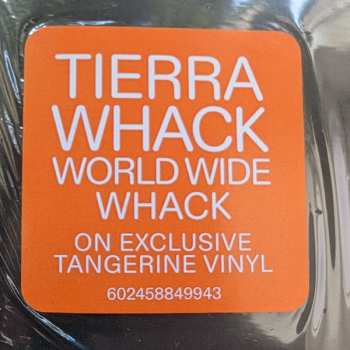 TIERRA
WHACK
WORLD WIDE
WHACK
ON EXCLUSIVE
TANGERINE VINYL
602458849943